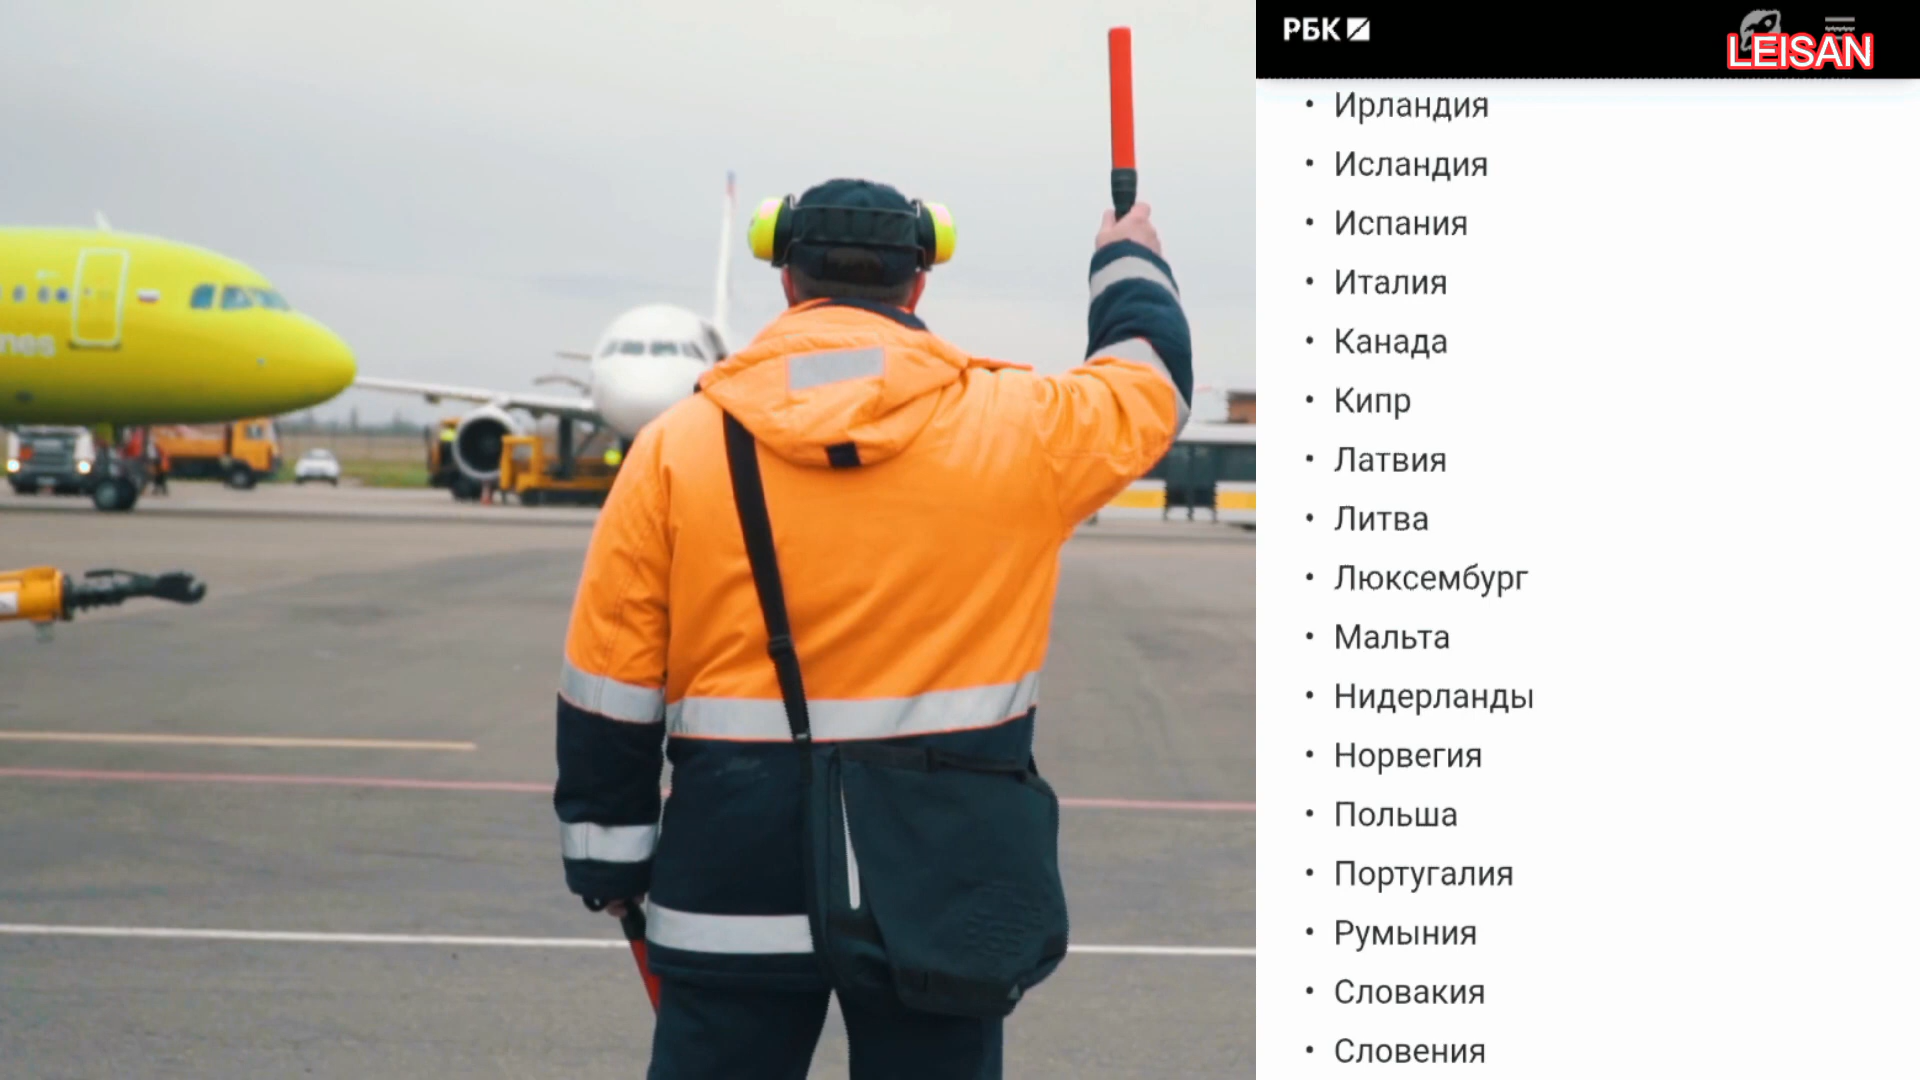 nes
РБК
LEISAN
Ирландия
Исландия
Испания
Италия
Канада
Кипр
Латвия
Литва
Люксембург
Мальта
Нидерланды
Норвегия
Польша
Португалия
Румыния
Словакия
Словения